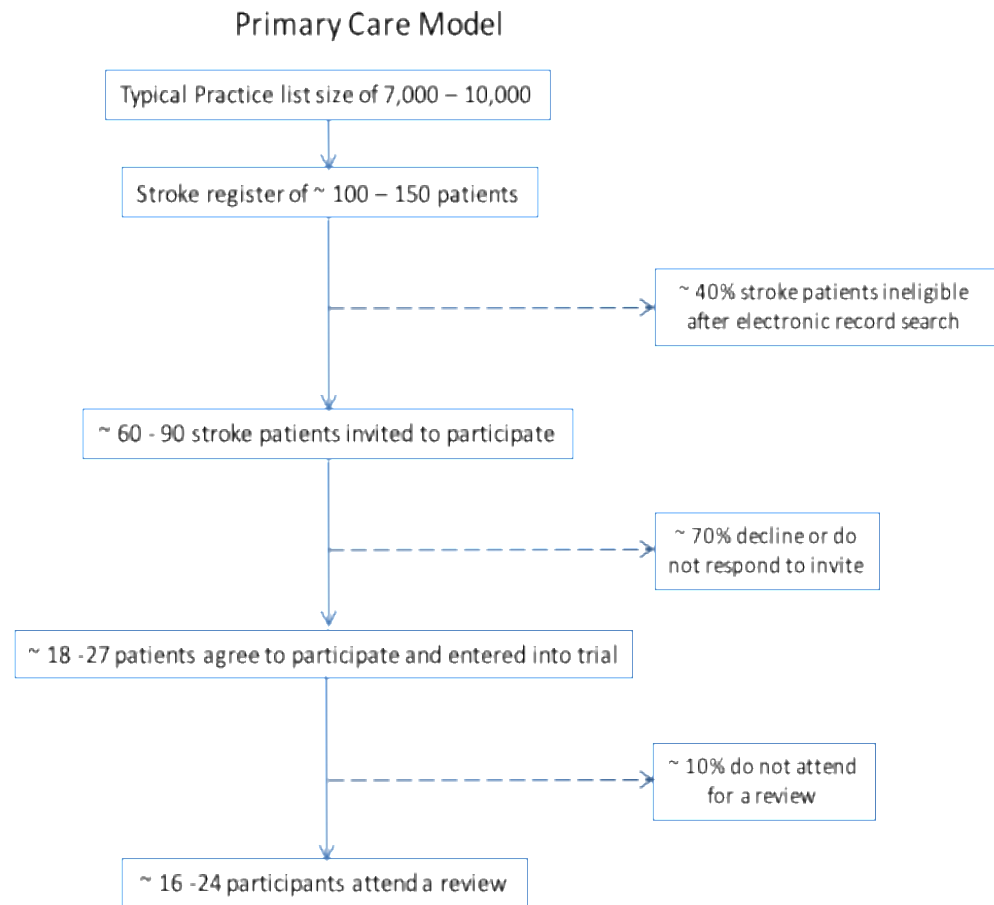 Primary Care Model
Typical Practice list size of 7,000 – 10,000
Stroke register of ~ 100 – 150 patients
~ 40% stroke patients ineligible
after electronic record search
~ 60 - 90 stroke patients invited to participate
~ 70% decline or do
not respond to invite
~ 18 -27 patients agree to participate and entered into trial
~ 10% do not attend
for a review
~ 16 -24 participants attend a review